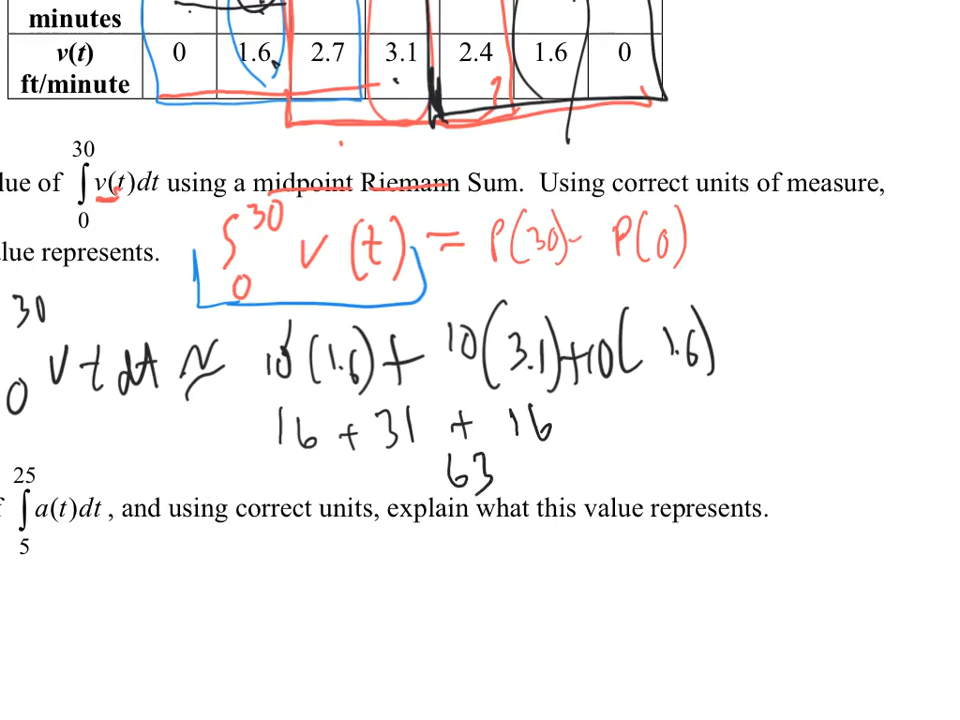 minutes
v(t) 0 1.6 2.7 3.1 2.4 1.6 0
ft/minute
30
lue of ∫ v(t)dt using a midpoint Riemann Sum. Using correct units of measure,
0
∫ 30 0 v (t) = P(30) - P(0)
lue represents.
30
0 v t dt ≈ 10 (1.6) + 10(3.1)+10( 1.6)
16 + 31 + 16
63
25
∫ a(t)dt , and using correct units, explain what this value represents.
5